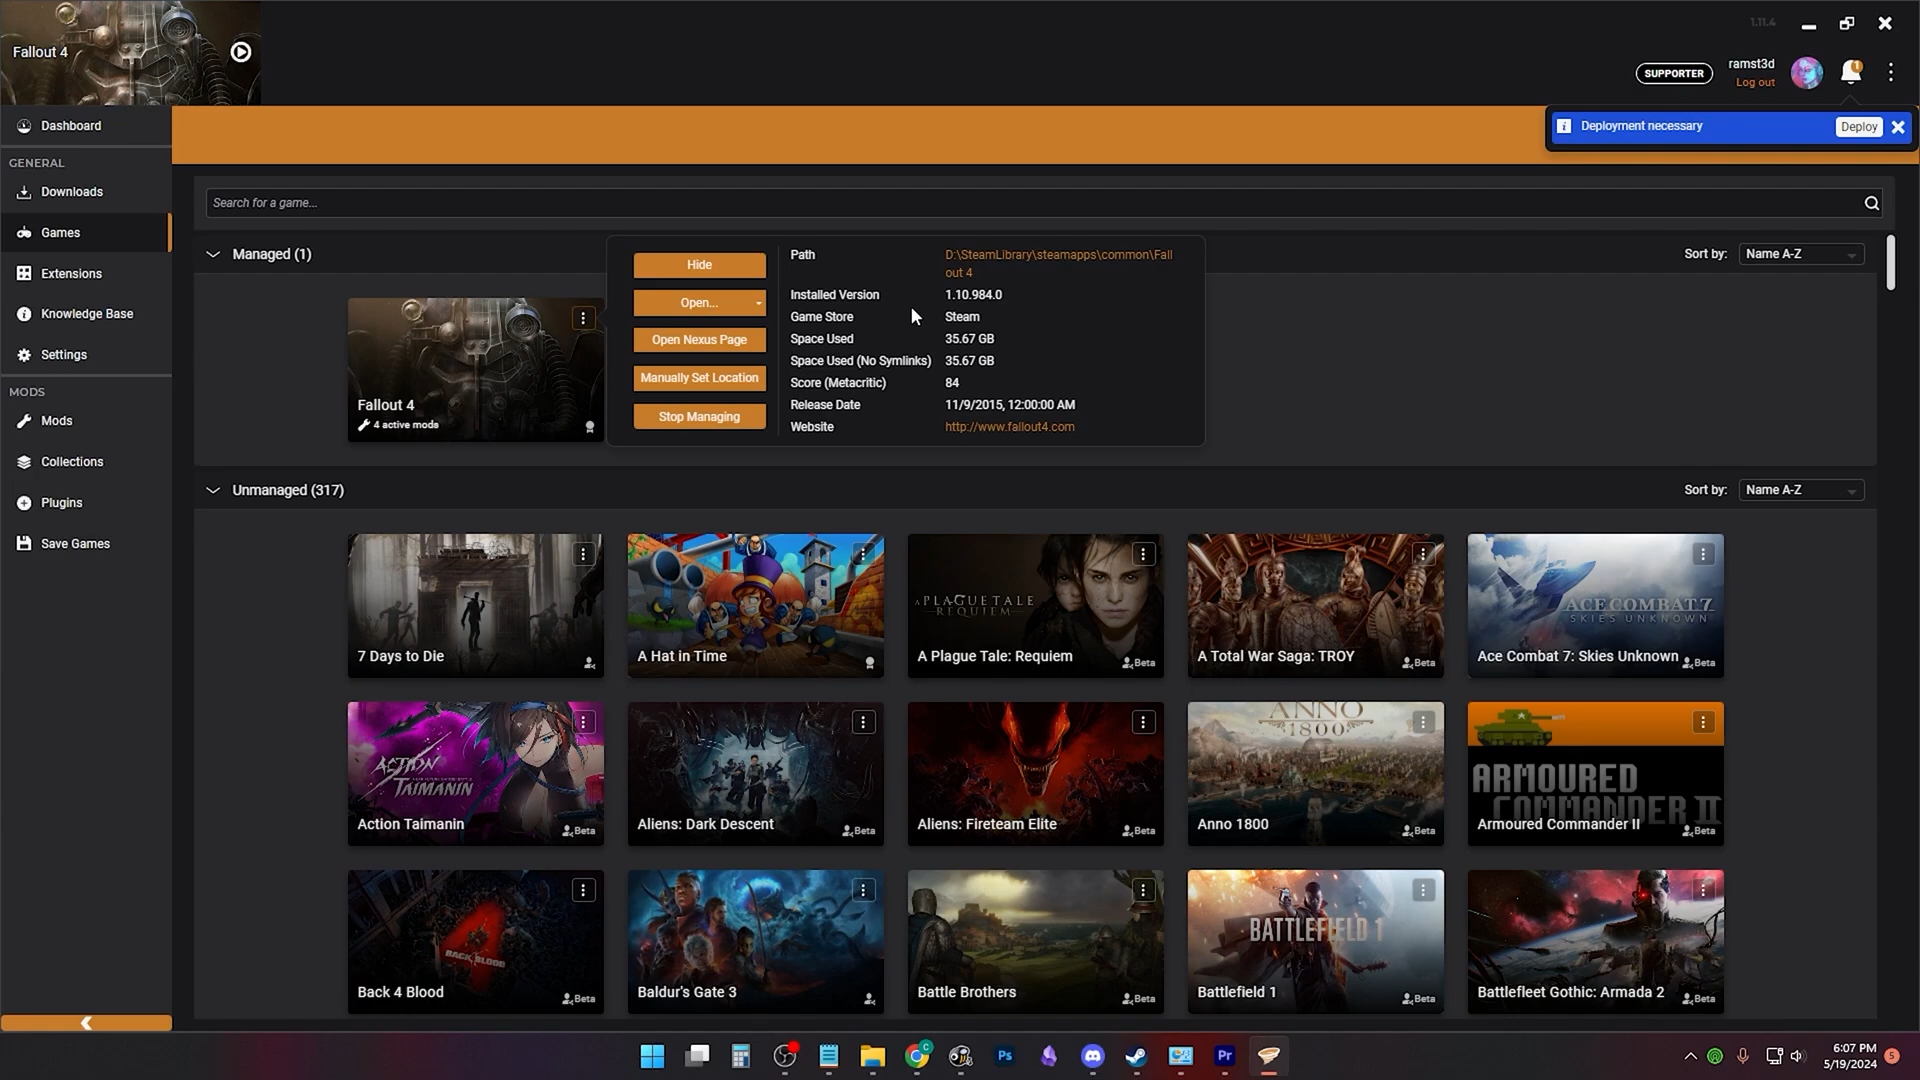 Fallout 4
1.11.4
SUPPORTER
ramst3d
Log out
1
Deployment necessary
Deploy
Dashboard
GENERAL
Downloads
Games
Extensions
Knowledge Base
Settings
MODS
Mods
Collections
Plugins
Save Games
Search for a game...
Managed (1)
Sort by:
Name A-Z
Fallout 4
4 active mods
Hide
Open...
Open Nexus Page
Manually Set Location
Stop Managing
Path
D:\SteamLibrary\steamapps\common\Fall
out 4
Installed Version
1.10.984.0
Game Store
Steam
Space Used
35.67 GB
Space Used (No Symlinks)
35.67 GB
Score (Metacritic)
84
Release Date
11/9/2015, 12:00:00 AM
Website
http://www.fallout4.com
Unmanaged (317)
Sort by:
Name A-Z
7 Days to Die
A Hat in Time
A PLAGUE TALE
REQUIEM
A Plague Tale: Requiem
Beta
A Total War Saga: TROY
Beta
ACE COMBAT 7
SKIES UNKNOWN
Ace Combat 7: Skies Unknown
Beta
ACTION
TAIMANIN
Action Taimanin
Beta
Aliens: Dark Descent
Beta
Aliens: Fireteam Elite
Beta
ANNO
1800
Anno 1800
Beta
ARMOURED
COMMANDER II
Armoured Commander II
Beta
BACK BLOOD
4
Back 4 Blood
Beta
Baldur's Gate 3
Battle Brothers
Beta
BATTLEFIELD 1
Battlefield 1
Beta
Battlefleet Gothic: Armada 2
Beta
C
Ps
Pr
6:07 PM
5/19/2024
5